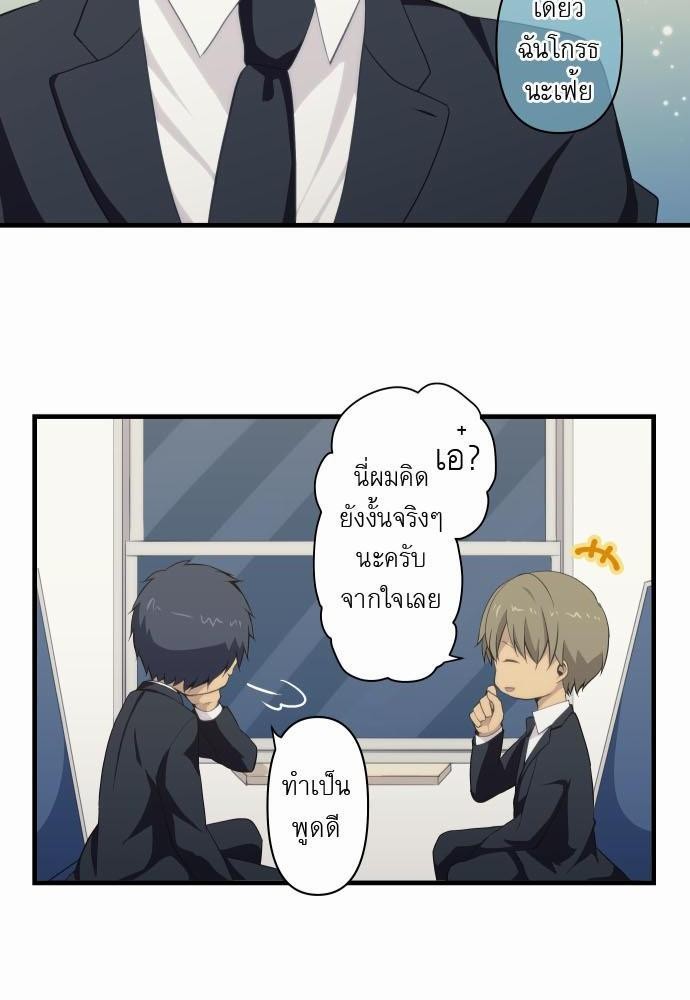 เดี๋ยว
ฉันโกรธ
นะเฟ้ย
เอ๋?
นี่ผมคิด
ยังงั้นจริงๆ
นะครับ
จากใจเลย
ทำเป็น
พูดดี